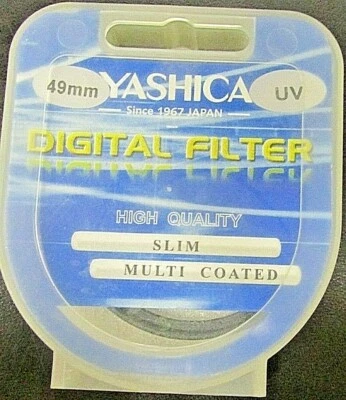 49mm YASHICA UV
Since 1967 JAPAN
DIGITAL FILTER
HIGH QUALITY
SLIM
MULTI COATED